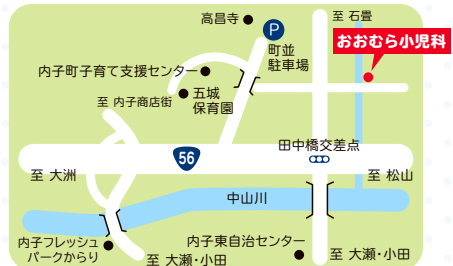 高昌寺
至 石畳
P
おおむら小児科
町並
駐車場
内子町子育て支援センター
五城
保育園
至 内子商店街
田中橋交差点
56
至 大洲
至 松山
中山川
内子フレッシュ
パークからり
内子東自治センター
至 大瀬・小田
至 大瀬・小田